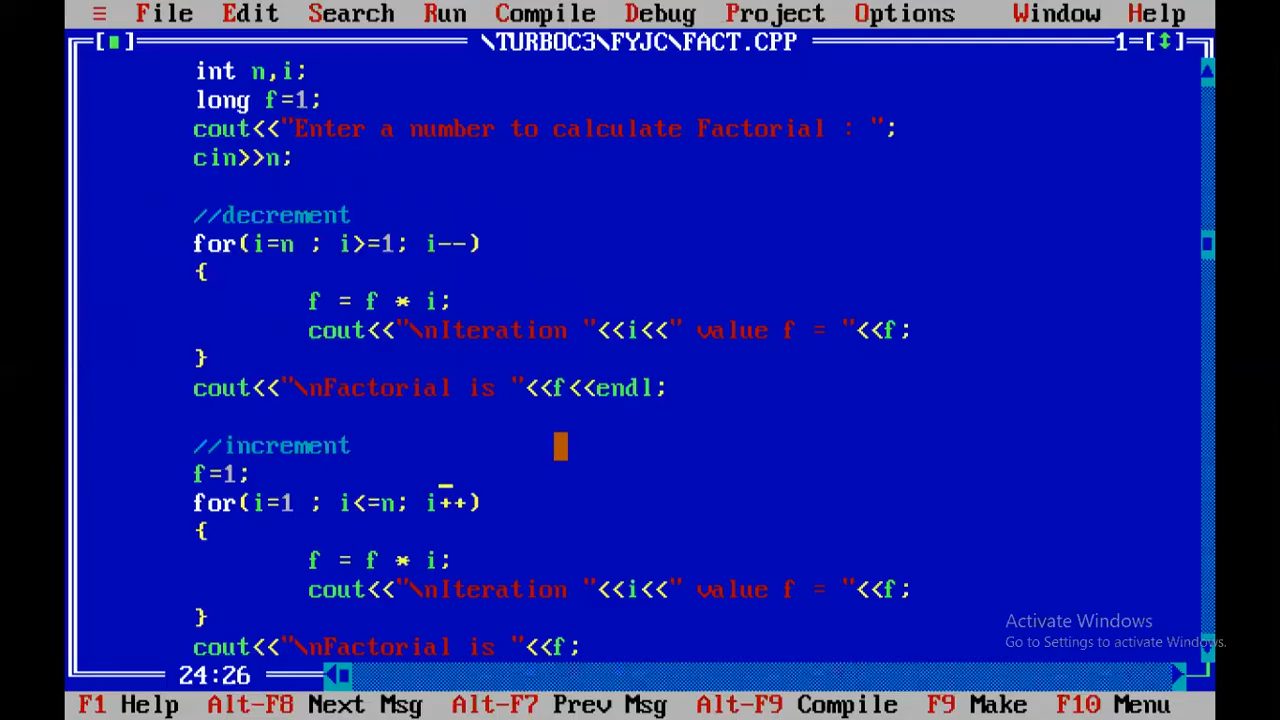 ≡ File Edit Search Run Compile Debug Project Options Window Help
[■] \TURBOC3\FYJC\FACT.CPP 1=[↕]
int n,i;
long f=1;
cout<<"Enter a number to calculate Factorial : ";
cin>>n;
//decrement
for(i=n ; i>=1; i--)
{
f = f * i;
cout<<"\nIteration "<<i<<" value f = "<<f;
}
cout<<"\nFactorial is "<<f<<endl;
//increment
f=1;
for(i=1 ; i<=n; i++)
{
f = f * i;
cout<<"\nIteration "<<i<<" value f = "<<f;
}
cout<<"\nFactorial is "<<f;
Activate Windows
Go to Settings to activate Windows.
24:26
F1 Help Alt-F8 Next Msg Alt-F7 Prev Msg Alt-F9 Compile F9 Make F10 Menu